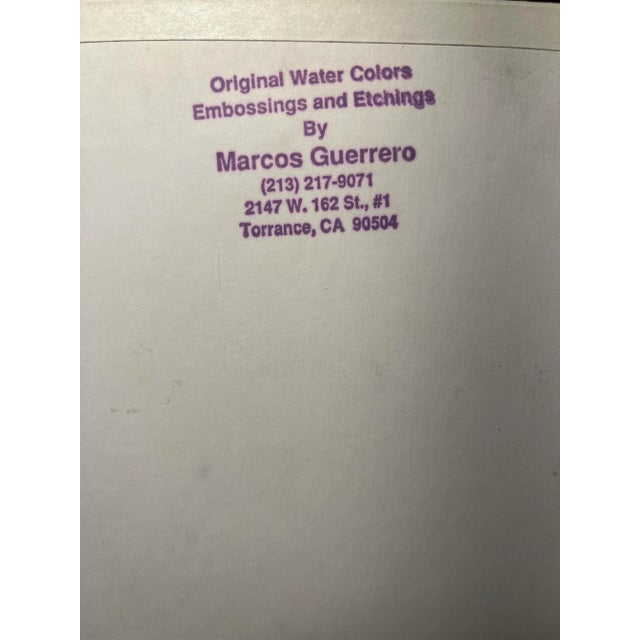 Original Water Colors
Embossings and Etchings
By
Marcos Guerrero
(213) 217-9071
2147 W. 162 St., #1
Torrance, CA 90504